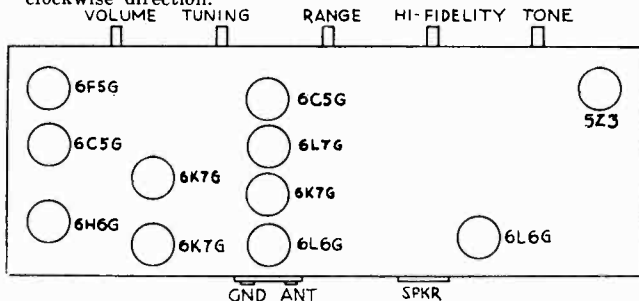 clockwise direction.
VOLUME TUNING RANGE HI-FIDELITY TONE
6F5G 6C5G 5Z3
6C5G 6L7G
6K7G 6K7G
6H6G 6K7G 6L6G 6L6G
GND ANT SPKR